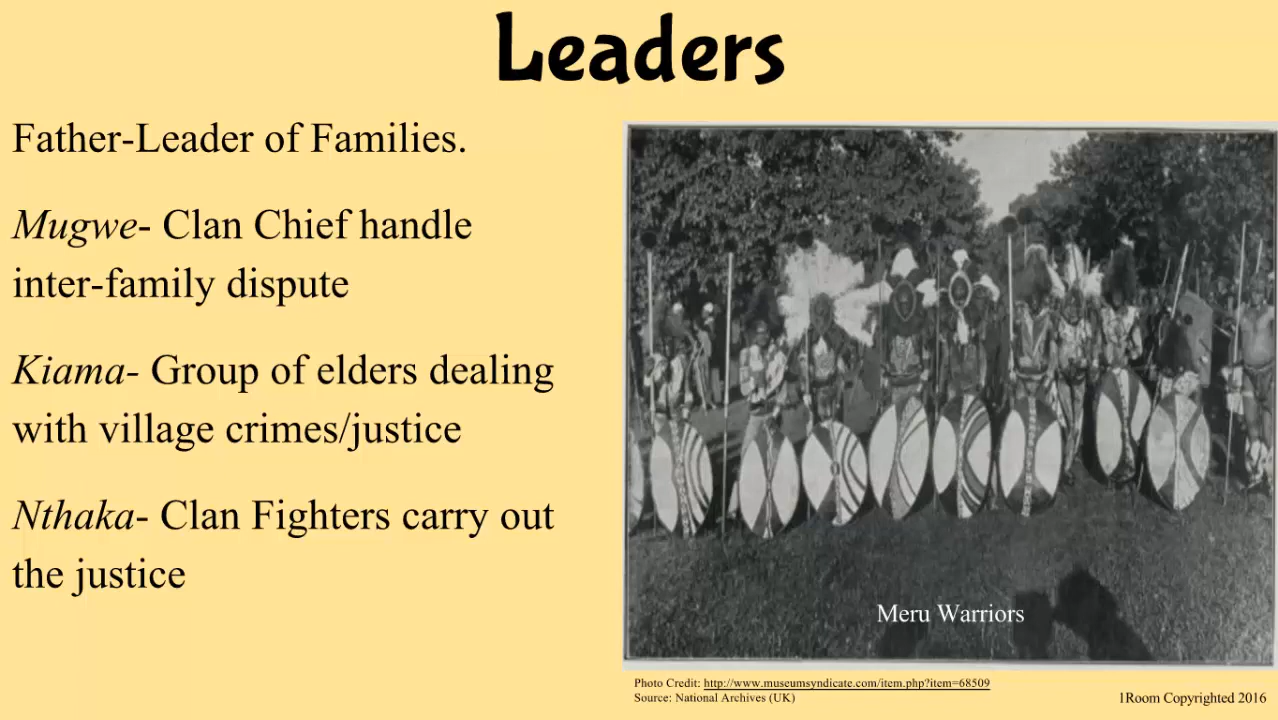 Leaders
Father-Leader of Families.
Mugwe- Clan Chief handle
inter-family dispute
Kiama- Group of elders dealing
with village crimes/justice
Nthaka- Clan Fighters carry out
the justice
Meru Warriors
Photo Credit: http://www.museumsyndicate.com/item.php?item=68509
Source: National Archives (UK)
1Room Copyrighted 2016